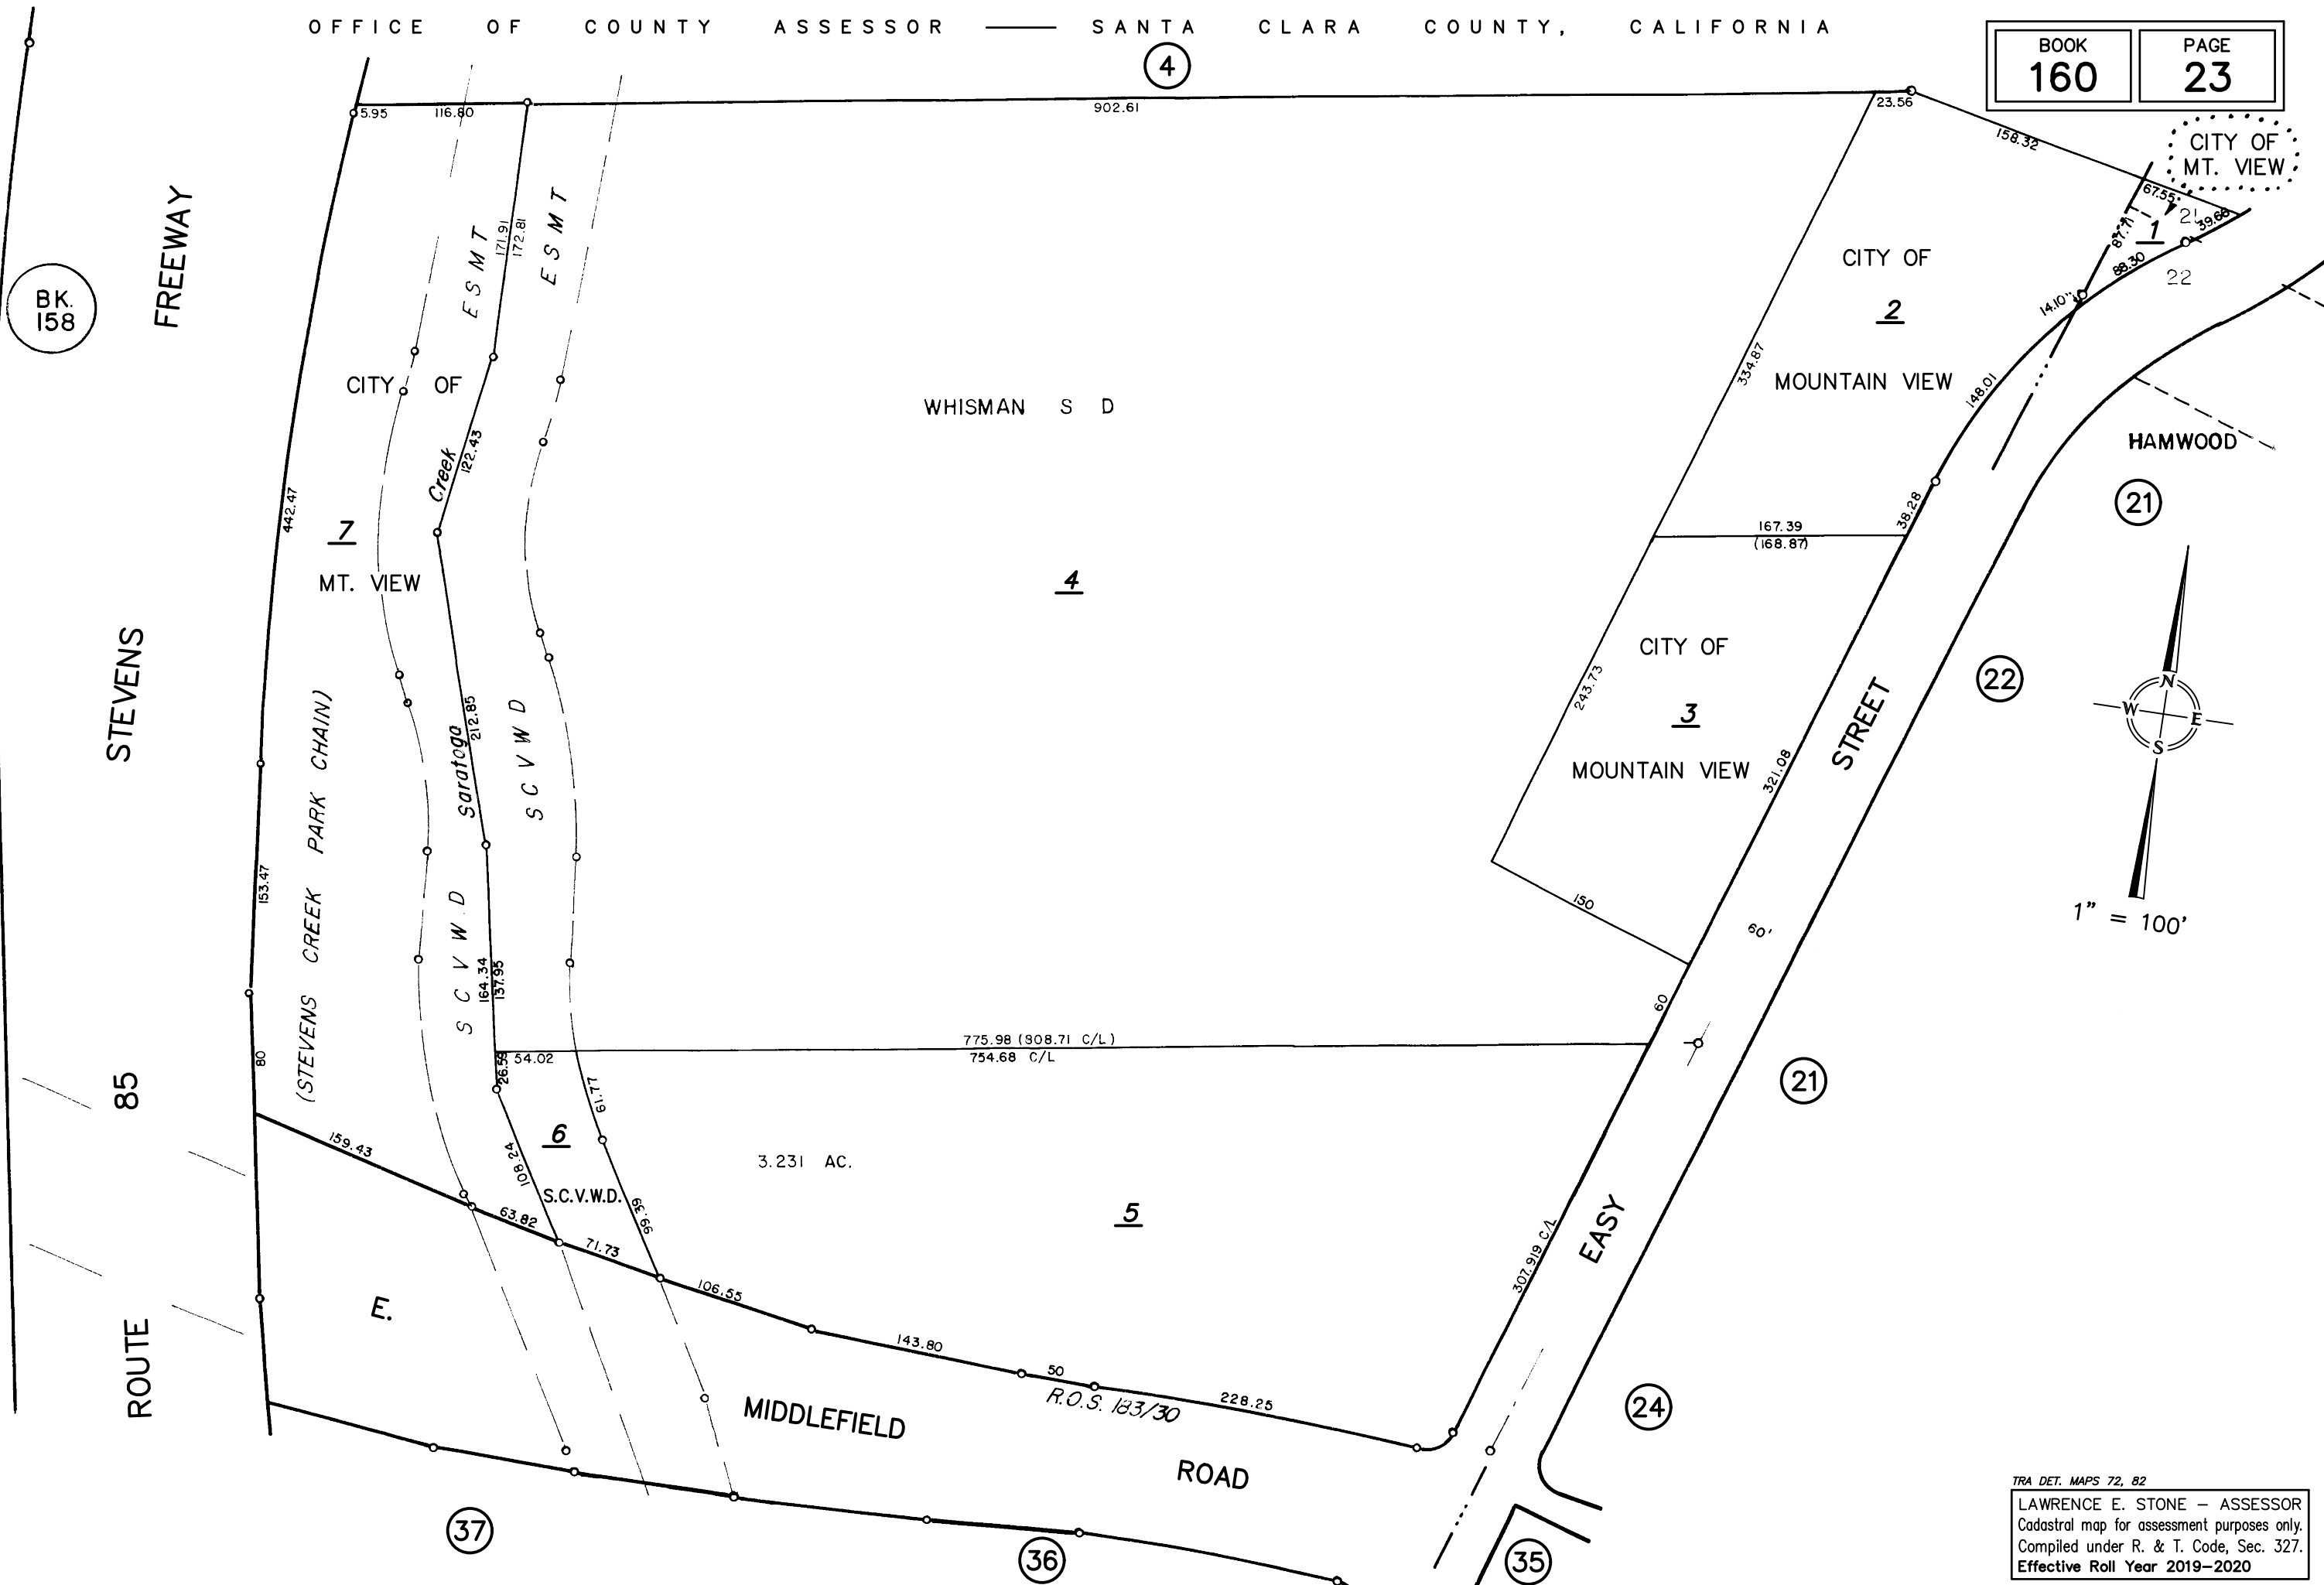 OFFICE OF COUNTY ASSESSOR —— SANTA CLARA COUNTY, CALIFORNIA
BOOK
160
PAGE
23
4
5.95
116.80
902.61
23.56
158.32
CITY OF
MT. VIEW
67.55
21
39.66
1
87.71
88.30
22
14.10
BK.
158
FREEWAY
ESMT
171.91
172.81
ESMT
CITY OF
2
MOUNTAIN VIEW
334.87
148.01
CITY OF
7
MT. VIEW
442.47
Creek
122.43
WHISMAN S D
4
HAMWOOD
21
38.28
167.39
(168.87)
CITY OF
3
MOUNTAIN VIEW
243.73
321.08
STREET
22
N
W
E
S
1" = 100'
STEVENS
(STEVENS CREEK PARK CHAIN)
Saratoga
212.85
SCVWD
SCVWD
153.47
164.34
137.95
150
60'
60
775.98 (808.71 C/L)
754.68 C/L
54.02
26.59
80
85
61.77
6
108.24
S.C.V.W.D.
99.39
3.231 AC.
5
21
159.43
63.82
71.73
106.55
143.80
50
228.25
R.O.S. 183/30
307.919 C/L
EASY
E.
MIDDLEFIELD
ROAD
ROUTE
24
37
36
35
TRA DET. MAPS 72, 82
LAWRENCE E. STONE – ASSESSOR
Cadastral map for assessment purposes only.
Compiled under R. & T. Code, Sec. 327.
Effective Roll Year 2019–2020